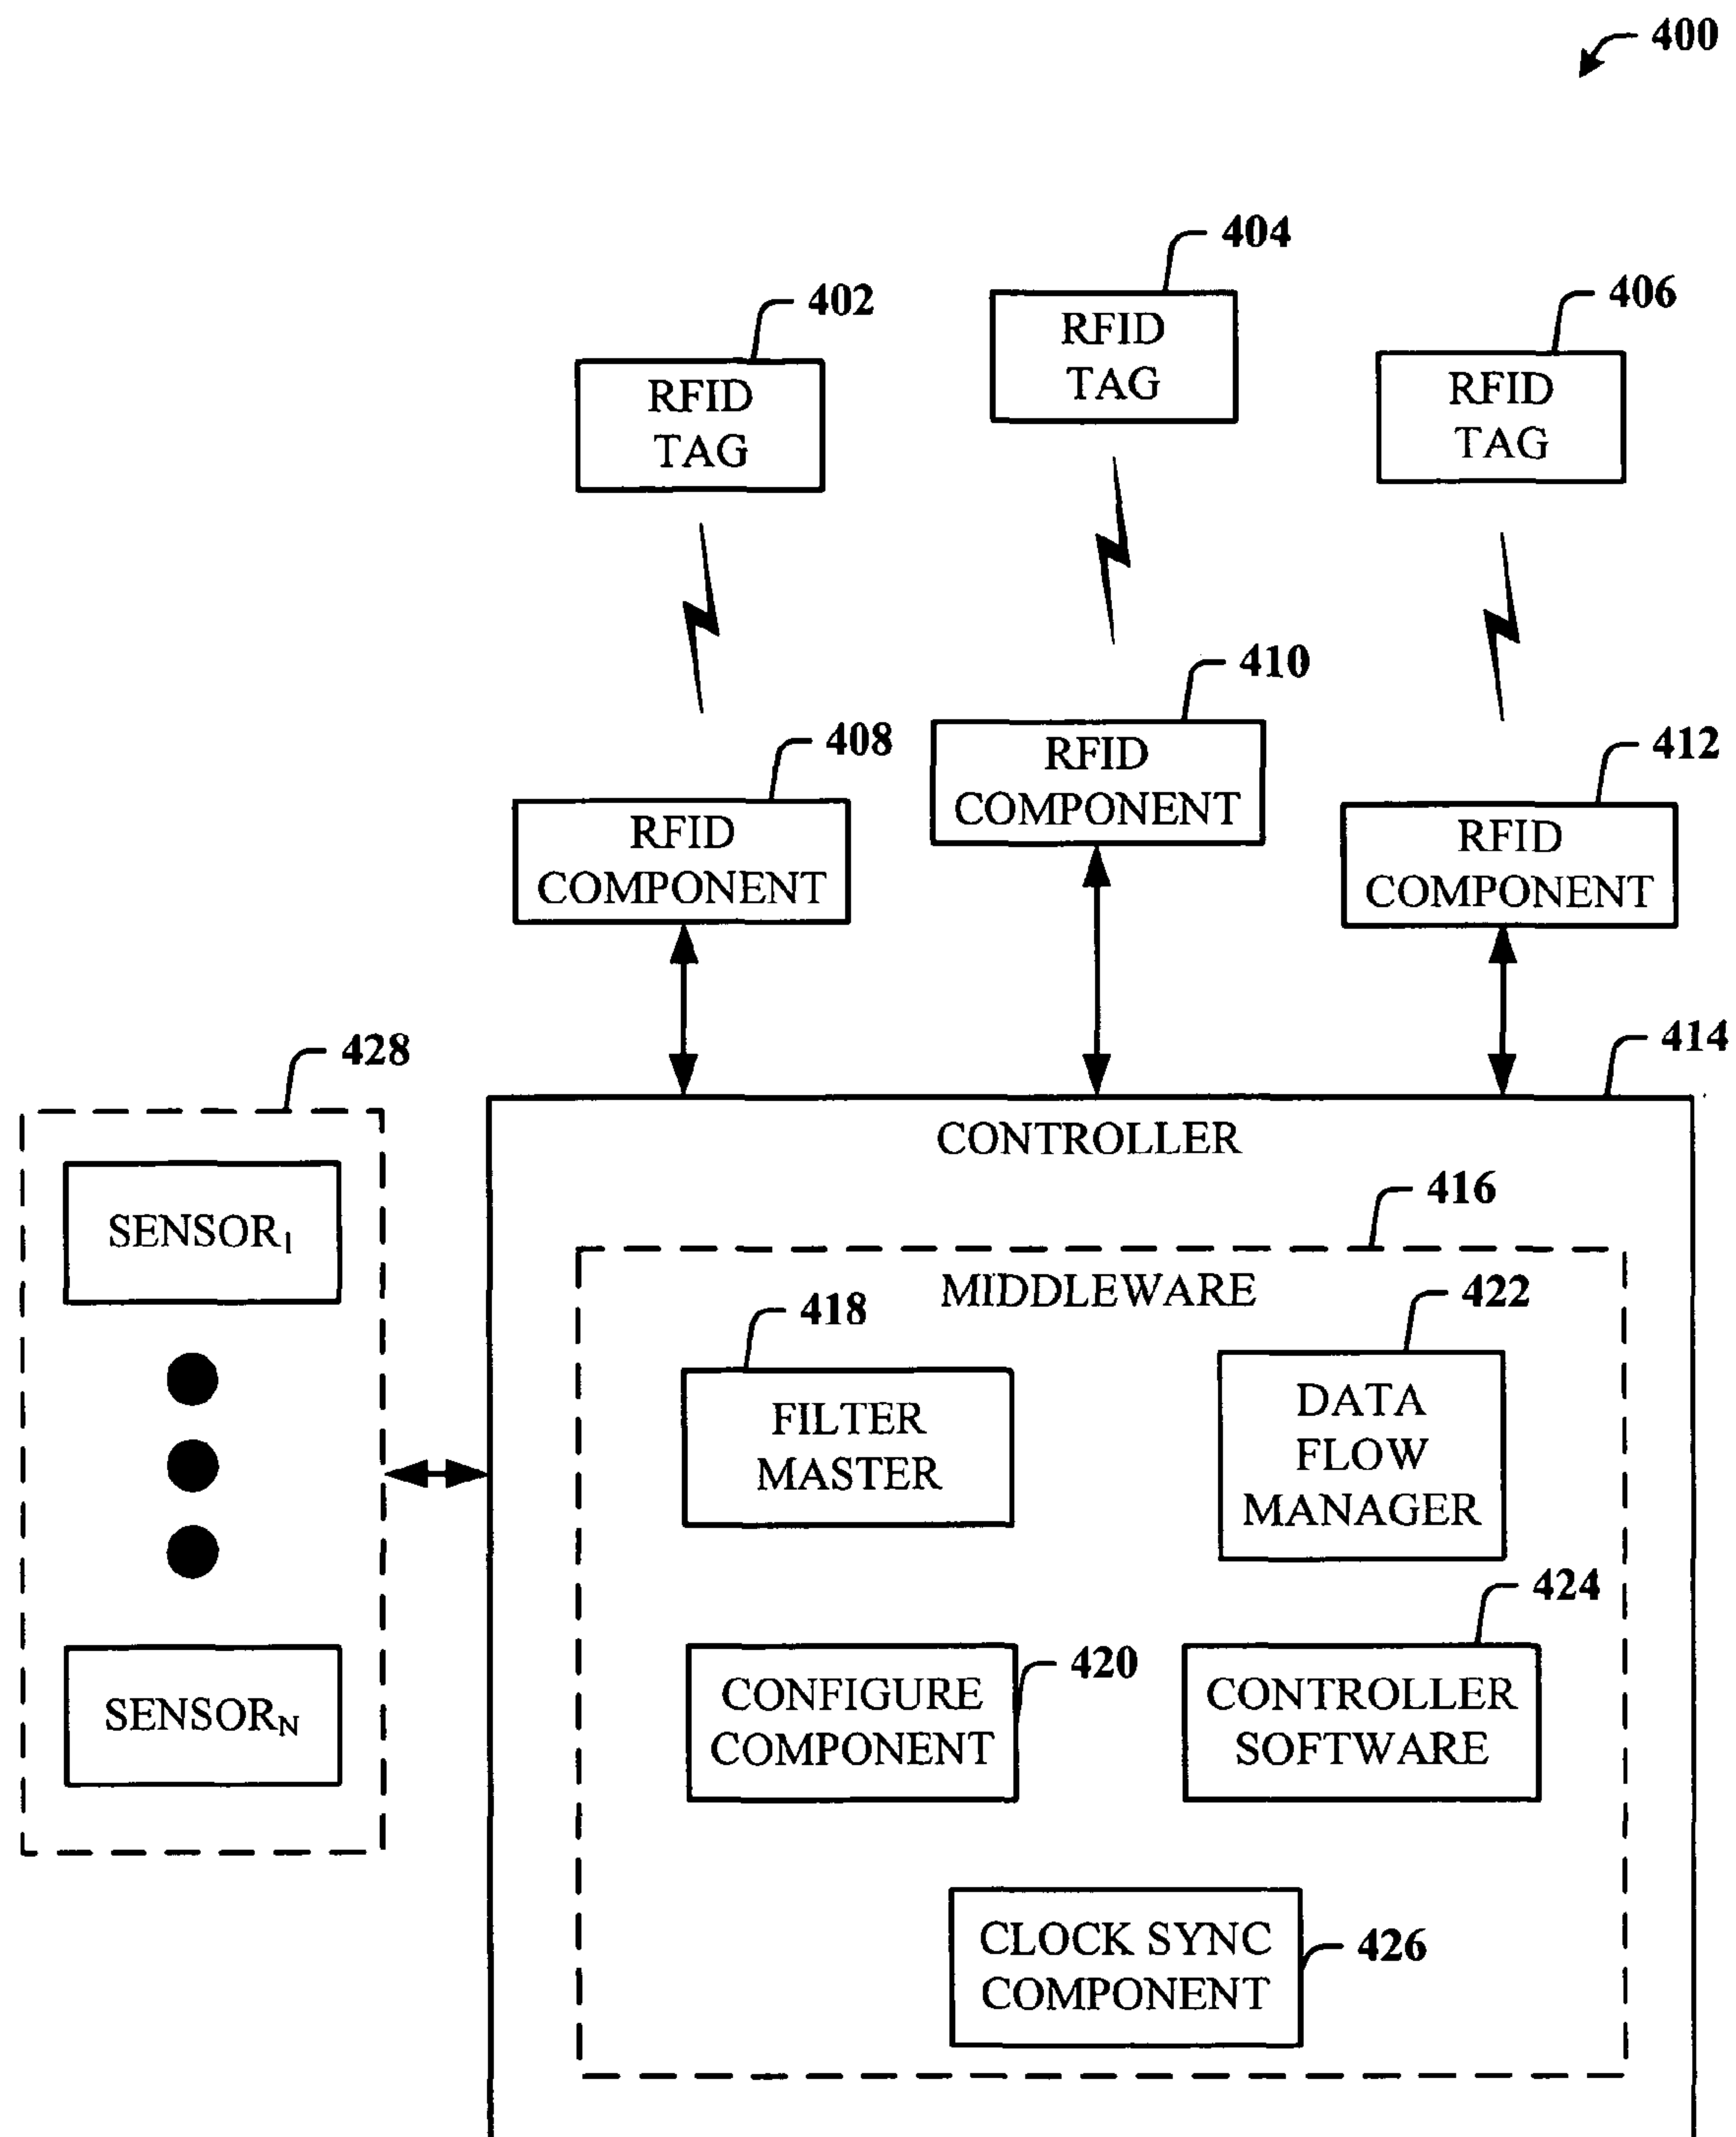 400
404
402
406
RFID
TAG
RFID
TAG
RFID
TAG
410
408
412
RFID
COMPONENT
RFID
COMPONENT
RFID
COMPONENT
414
428
CONTROLLER
416
SENSOR1
MIDDLEWARE
418
422
FILTER
MASTER
DATA
FLOW
MANAGER
424
420
CONFIGURE
COMPONENT
CONTROLLER
SOFTWARE
SENSORN
CLOCK SYNC
COMPONENT
426